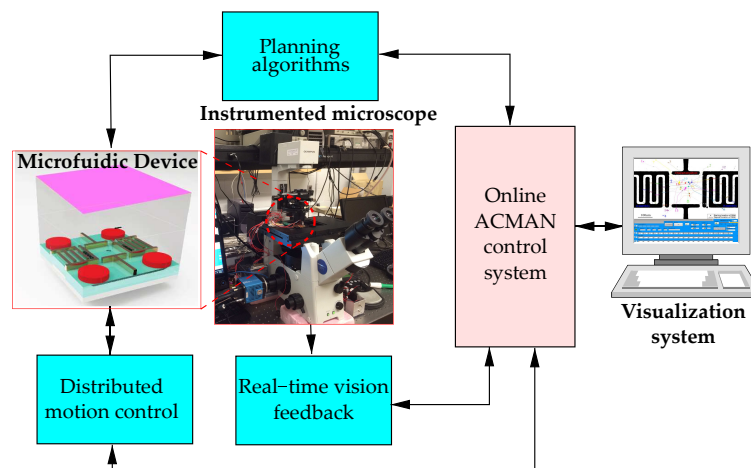 Planning
algorithms
Instrumented microscope
Microfuidic Device
Online
ACMAN
control
system
Visualization
system
Distributed
motion control
Real-time vision
feedback